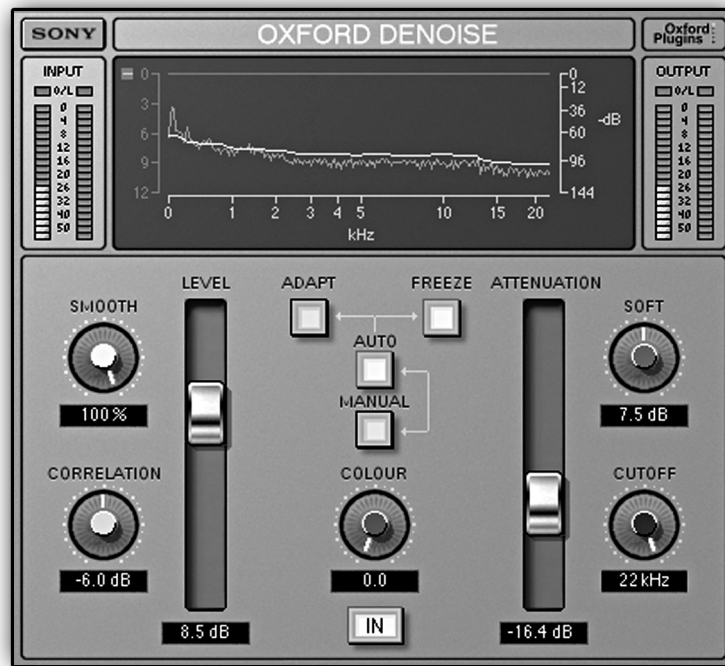 SONY
OXFORD DENOISE
Oxford Plugins
INPUT
O/L
0
4
8
12
16
20
26
32
40
50
0
3
6
9
12
0
12
36
60
96
144
-dB
0 1 2 3 4 5 10 15 20
kHz
OUTPUT
O/L
0
4
8
12
16
20
26
32
40
50
SMOOTH
100 %
CORRELATION
-6.0 dB
LEVEL
8.5 dB
ADAPT
FREEZE
AUTO
MANUAL
COLOUR
0.0
IN
ATTENUATION
-16.4 dB
SOFT
7.5 dB
CUTOFF
22 kHz